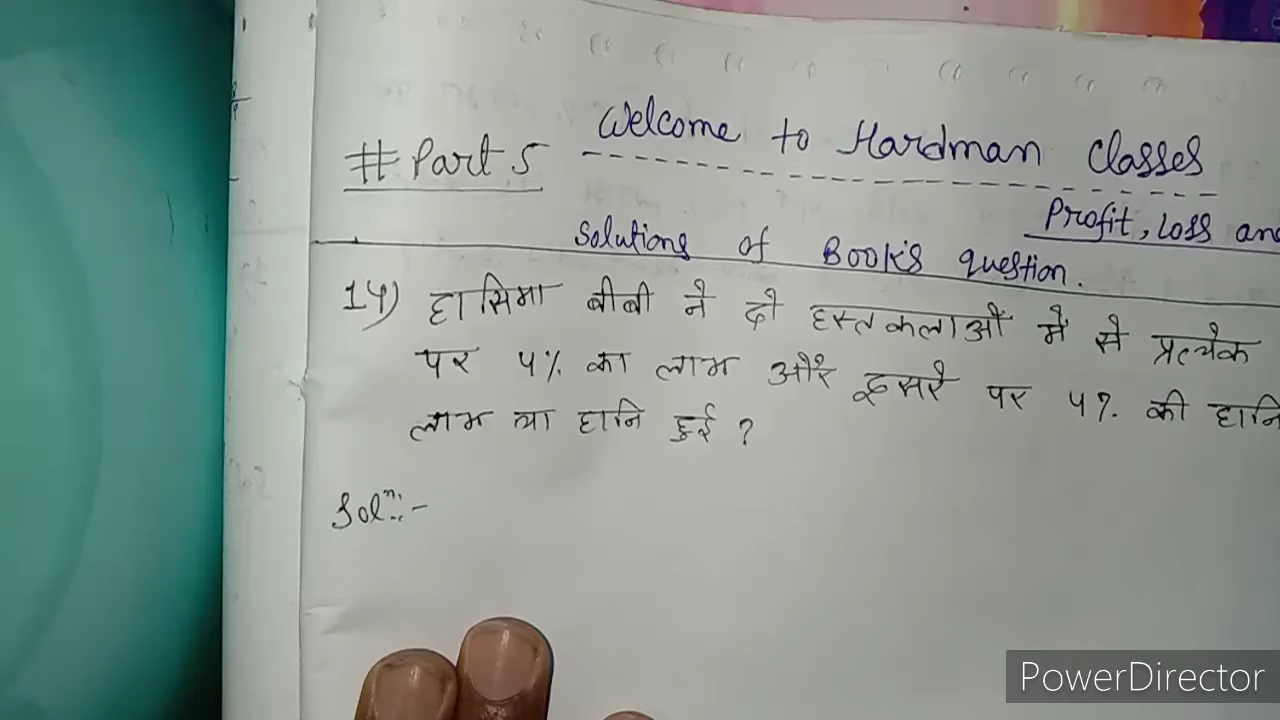 Welcome to Hardman Classes
# Part 5
Profit, Loss and
Solutions of Book's question.
14) हासिमा बीबी ने दो हस्तकलाओं में से प्रत्येक
पर 4% का लाभ और दूसरे पर 4% की हानि
लाभ या हानि हुई ?
Solⁿ:-
PowerDirector